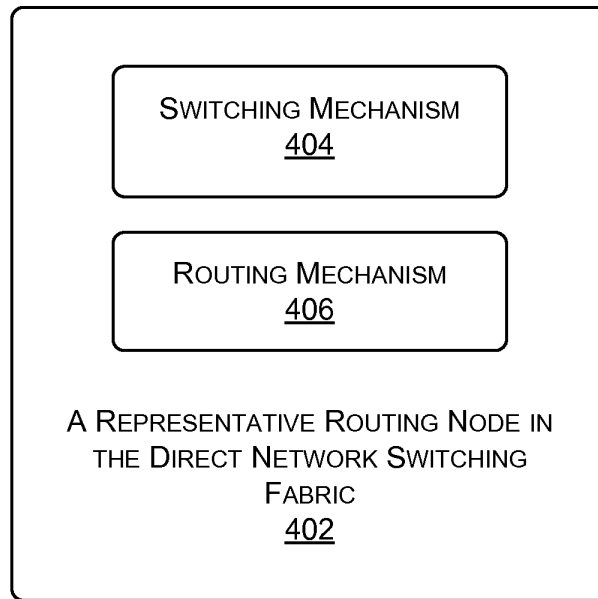 SWITCHING MECHANISM
404
ROUTING MECHANISM
406
A REPRESENTATIVE ROUTING NODE IN
THE DIRECT NETWORK SWITCHING
FABRIC
402